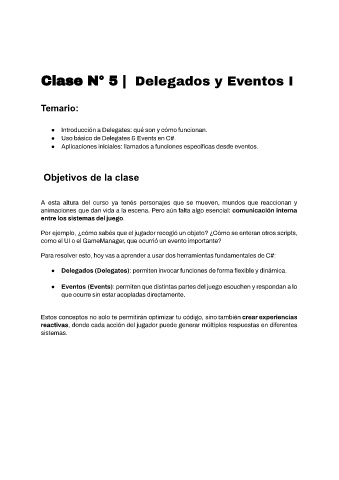 Clase N° 5 | Delegados y Eventos I
Temario:
● Introducción a Delegates: qué son y cómo funcionan.
● Uso básico de Delegates & Events en C#.
● Aplicaciones iniciales: llamados a funciones específicas desde eventos.
Objetivos de la clase
A esta altura del curso ya tenés personajes que se mueven, mundos que reaccionan y
animaciones que dan vida a la escena. Pero aún falta algo esencial: comunicación interna
entre los sistemas del juego.
Por ejemplo, ¿cómo sabés que el jugador recogió un objeto? ¿Cómo se enteran otros scripts,
como el UI o el GameManager, que ocurrió un evento importante?
Para resolver esto, hoy vas a aprender a usar dos herramientas fundamentales de C#:
● Delegados (Delegates): permiten invocar funciones de forma flexible y dinámica.
● Eventos (Events): permiten que distintas partes del juego escuchen y respondan a lo
que ocurre sin estar acopladas directamente.
Estos conceptos no solo te permitirán optimizar tu código, sino también crear experiencias
reactivas, donde cada acción del jugador puede generar múltiples respuestas en diferentes
sistemas.